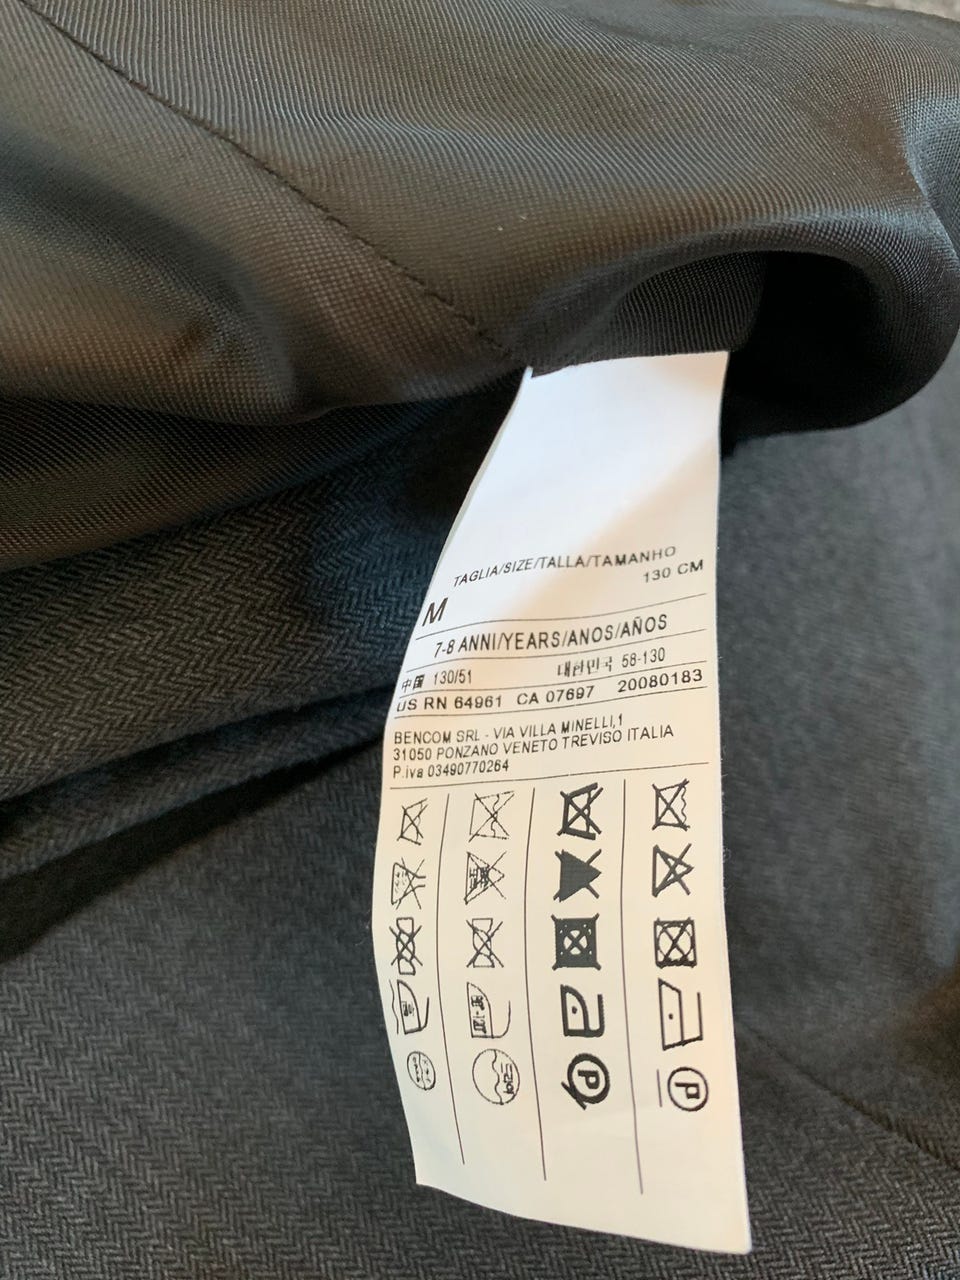 TAGLIA/SIZE/TALLA/TAMANHO
M 130 CM
7-8 ANNI/YEARS/ANOS/AÑOS
中国 130/51 대한민국 58-130
US RN 64961 CA 07697 20080183
BENCOM SRL - VIA VILLA MINELLI,1
31050 PONZANO VENETO TREVISO ITALIA
P.iva 03490770264
P
P